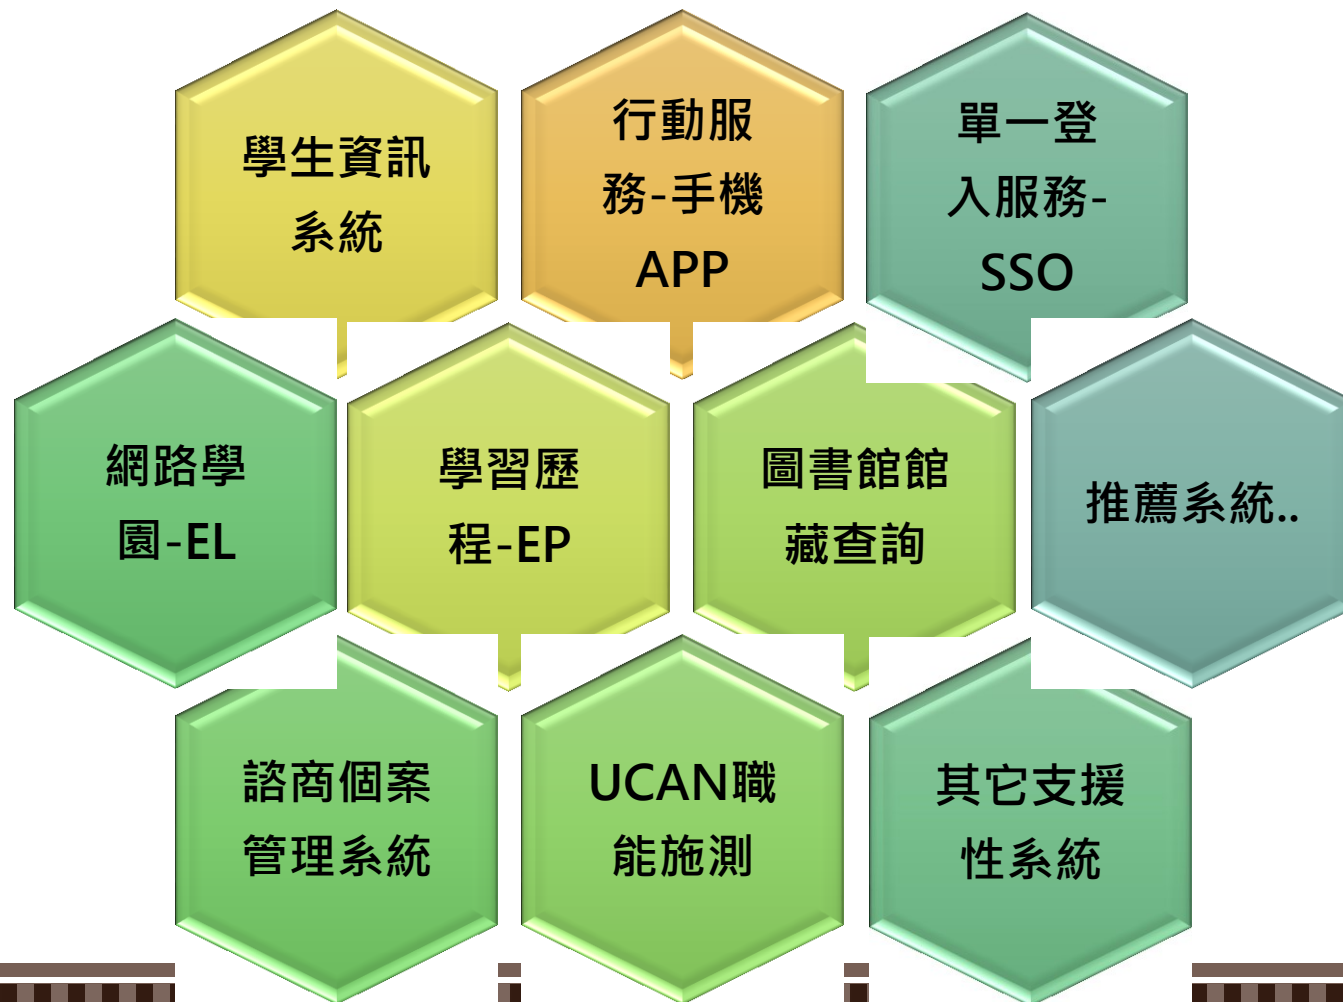 學生資訊
系統
行動服
務-手機
APP
單一登
入服務-
SSO
網路學
園-EL
學習歷
程-EP
圖書館館
藏查詢
推薦系統..
諮商個案
管理系統
UCAN職
能施測
其它支援
性系統